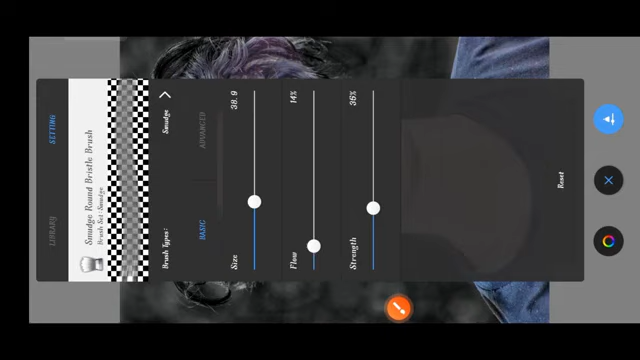 LIBRARY
SETTING
Smudge Round Bristle Brush
Brush Set: Smudge
Brush Types:
Smudge
BASIC
ADVANCED
Size
38.9
Flow
14%
Strength
36%
Reset